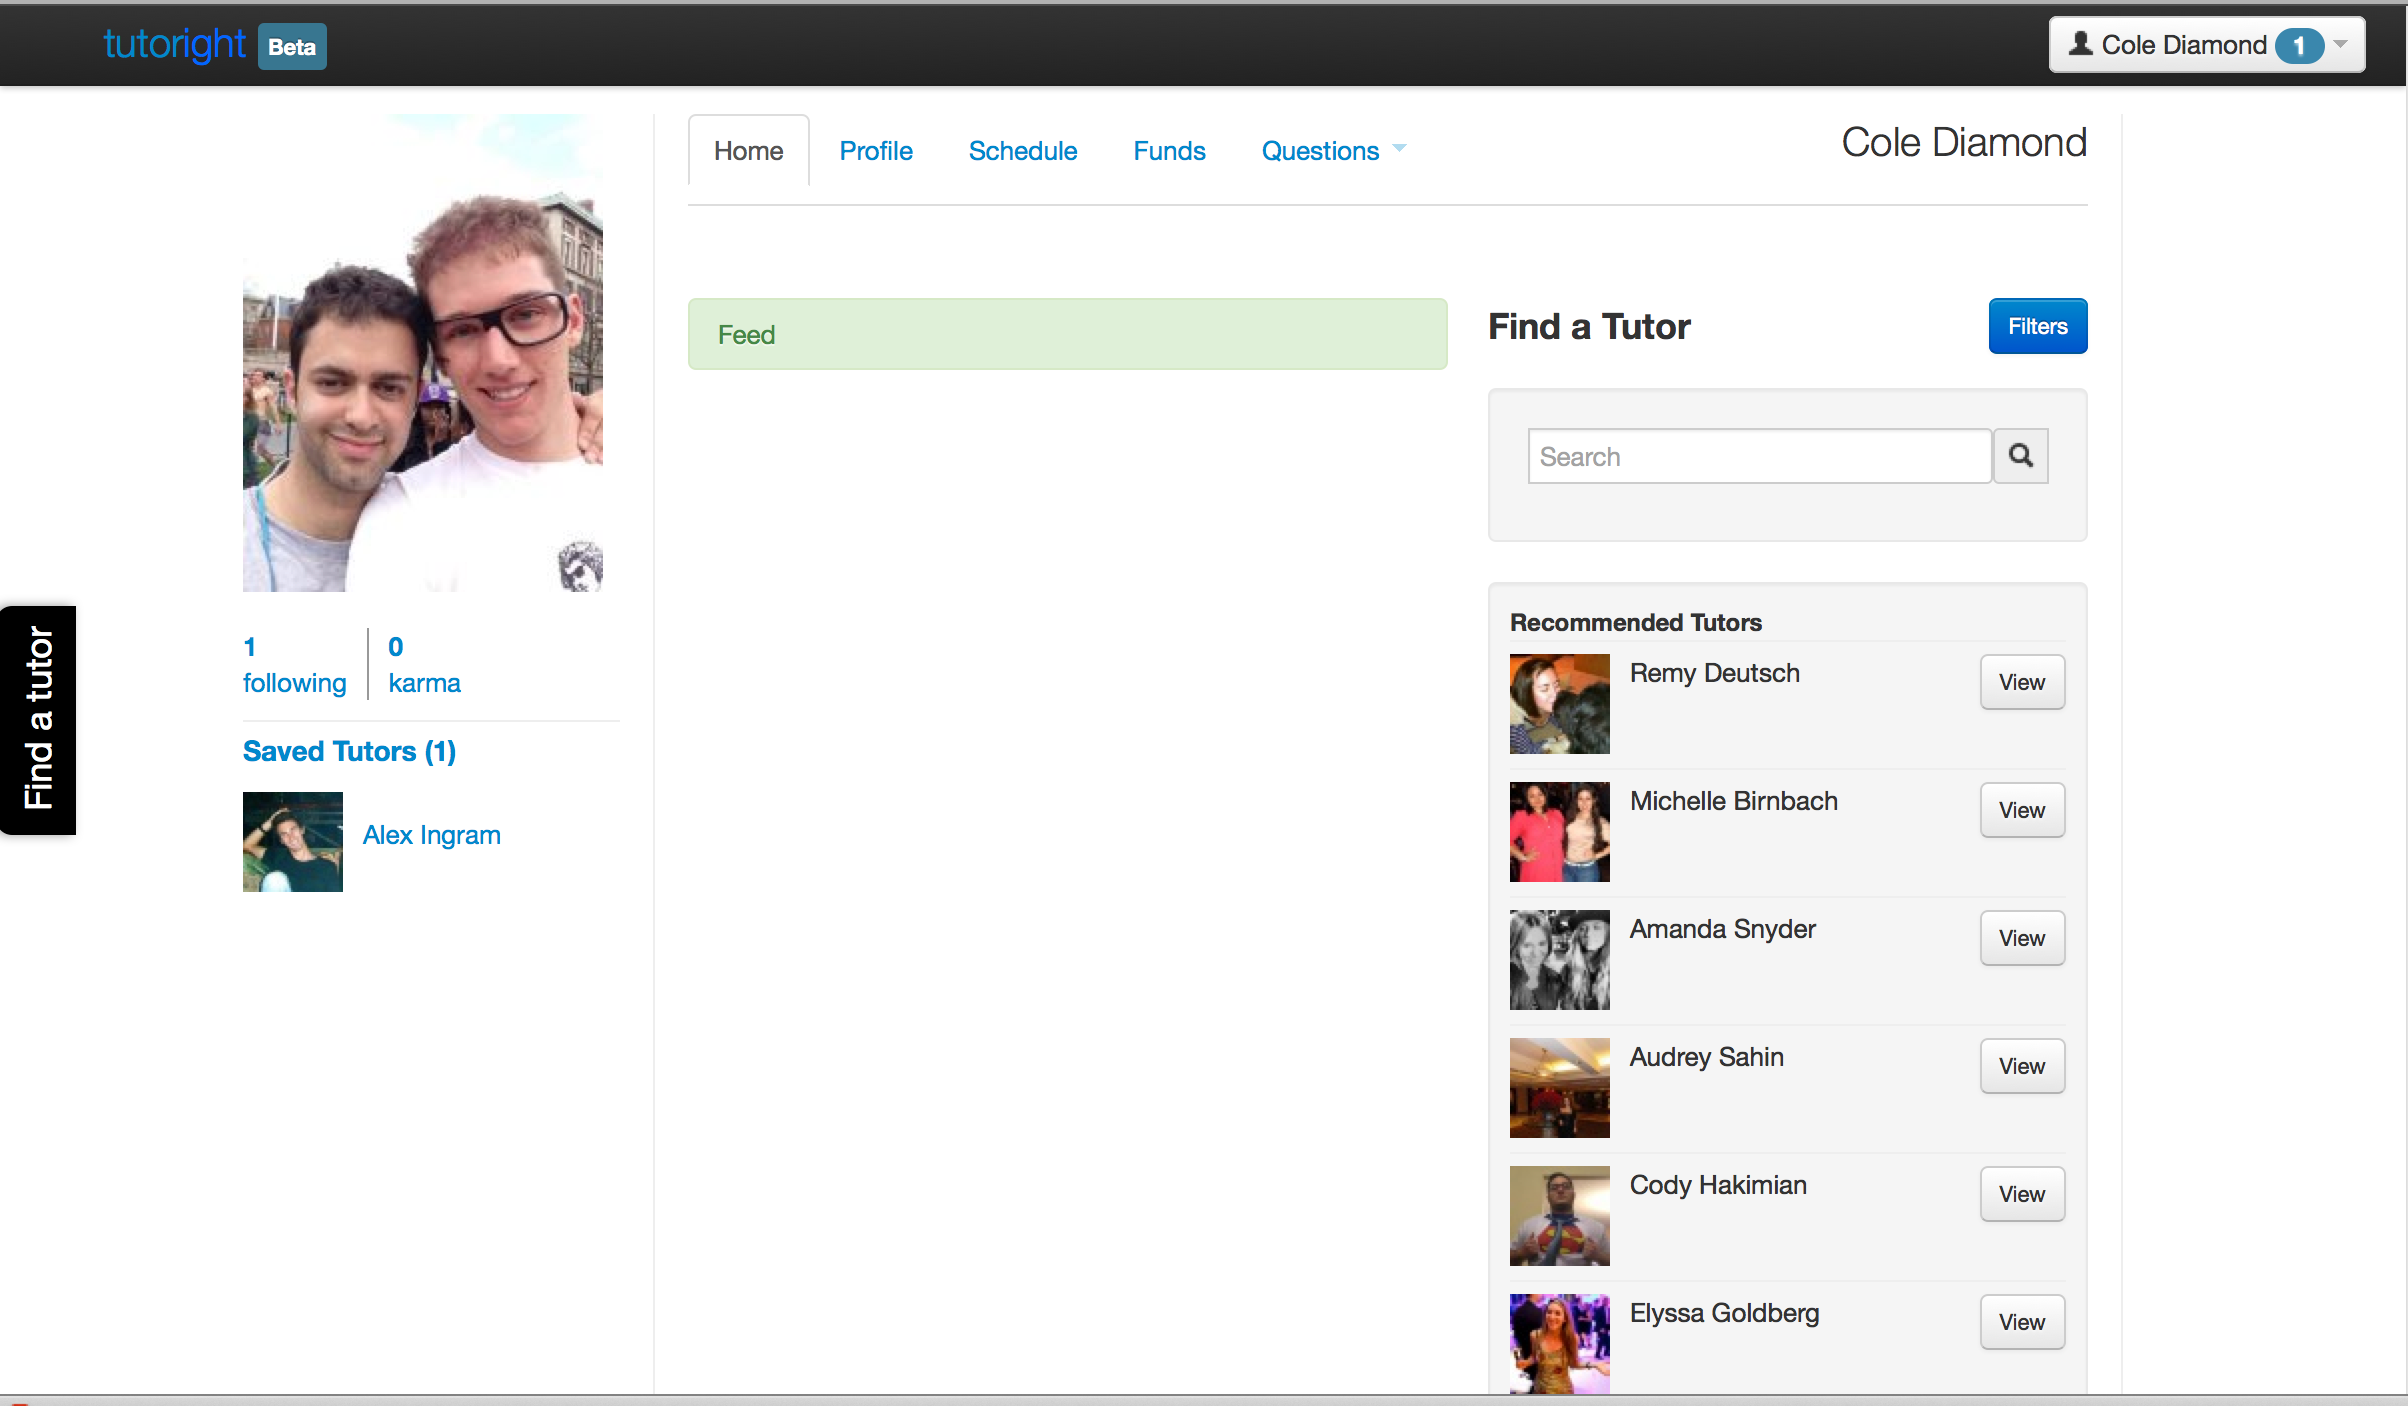 tutoright Beta
Cole Diamond 1
Home Profile Schedule Funds Questions
Cole Diamond
Feed
Find a Tutor
Filters
Search
1
following
0
karma
Saved Tutors (1)
Alex Ingram
Find a tutor
Recommended Tutors
Remy Deutsch View
Michelle Birnbach View
Amanda Snyder View
Audrey Sahin View
Cody Hakimian View
Elyssa Goldberg View